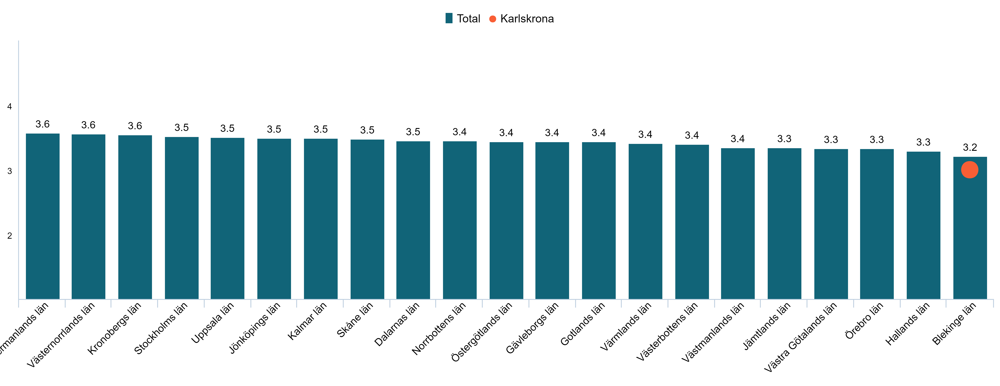 Total Karlskrona
4
3
2
3.6 3.6 3.6 3.5 3.5 3.5 3.5 3.5 3.5 3.4 3.4 3.4 3.4 3.4 3.4 3.4 3.3 3.3 3.3 3.3 3.2
ermanlands län
Västernorrlands län
Kronobergs län
Stockholms län
Uppsala län
Jönköpings län
Kalmar län
Skåne län
Dalarnas län
Norrbottens län
Östergötlands län
Gävleborgs län
Gotlands län
Värmlands län
Västerbottens län
Västmanlands län
Jämtlands län
Västra Götalands län
Örebro län
Hallands län
Blekinge län